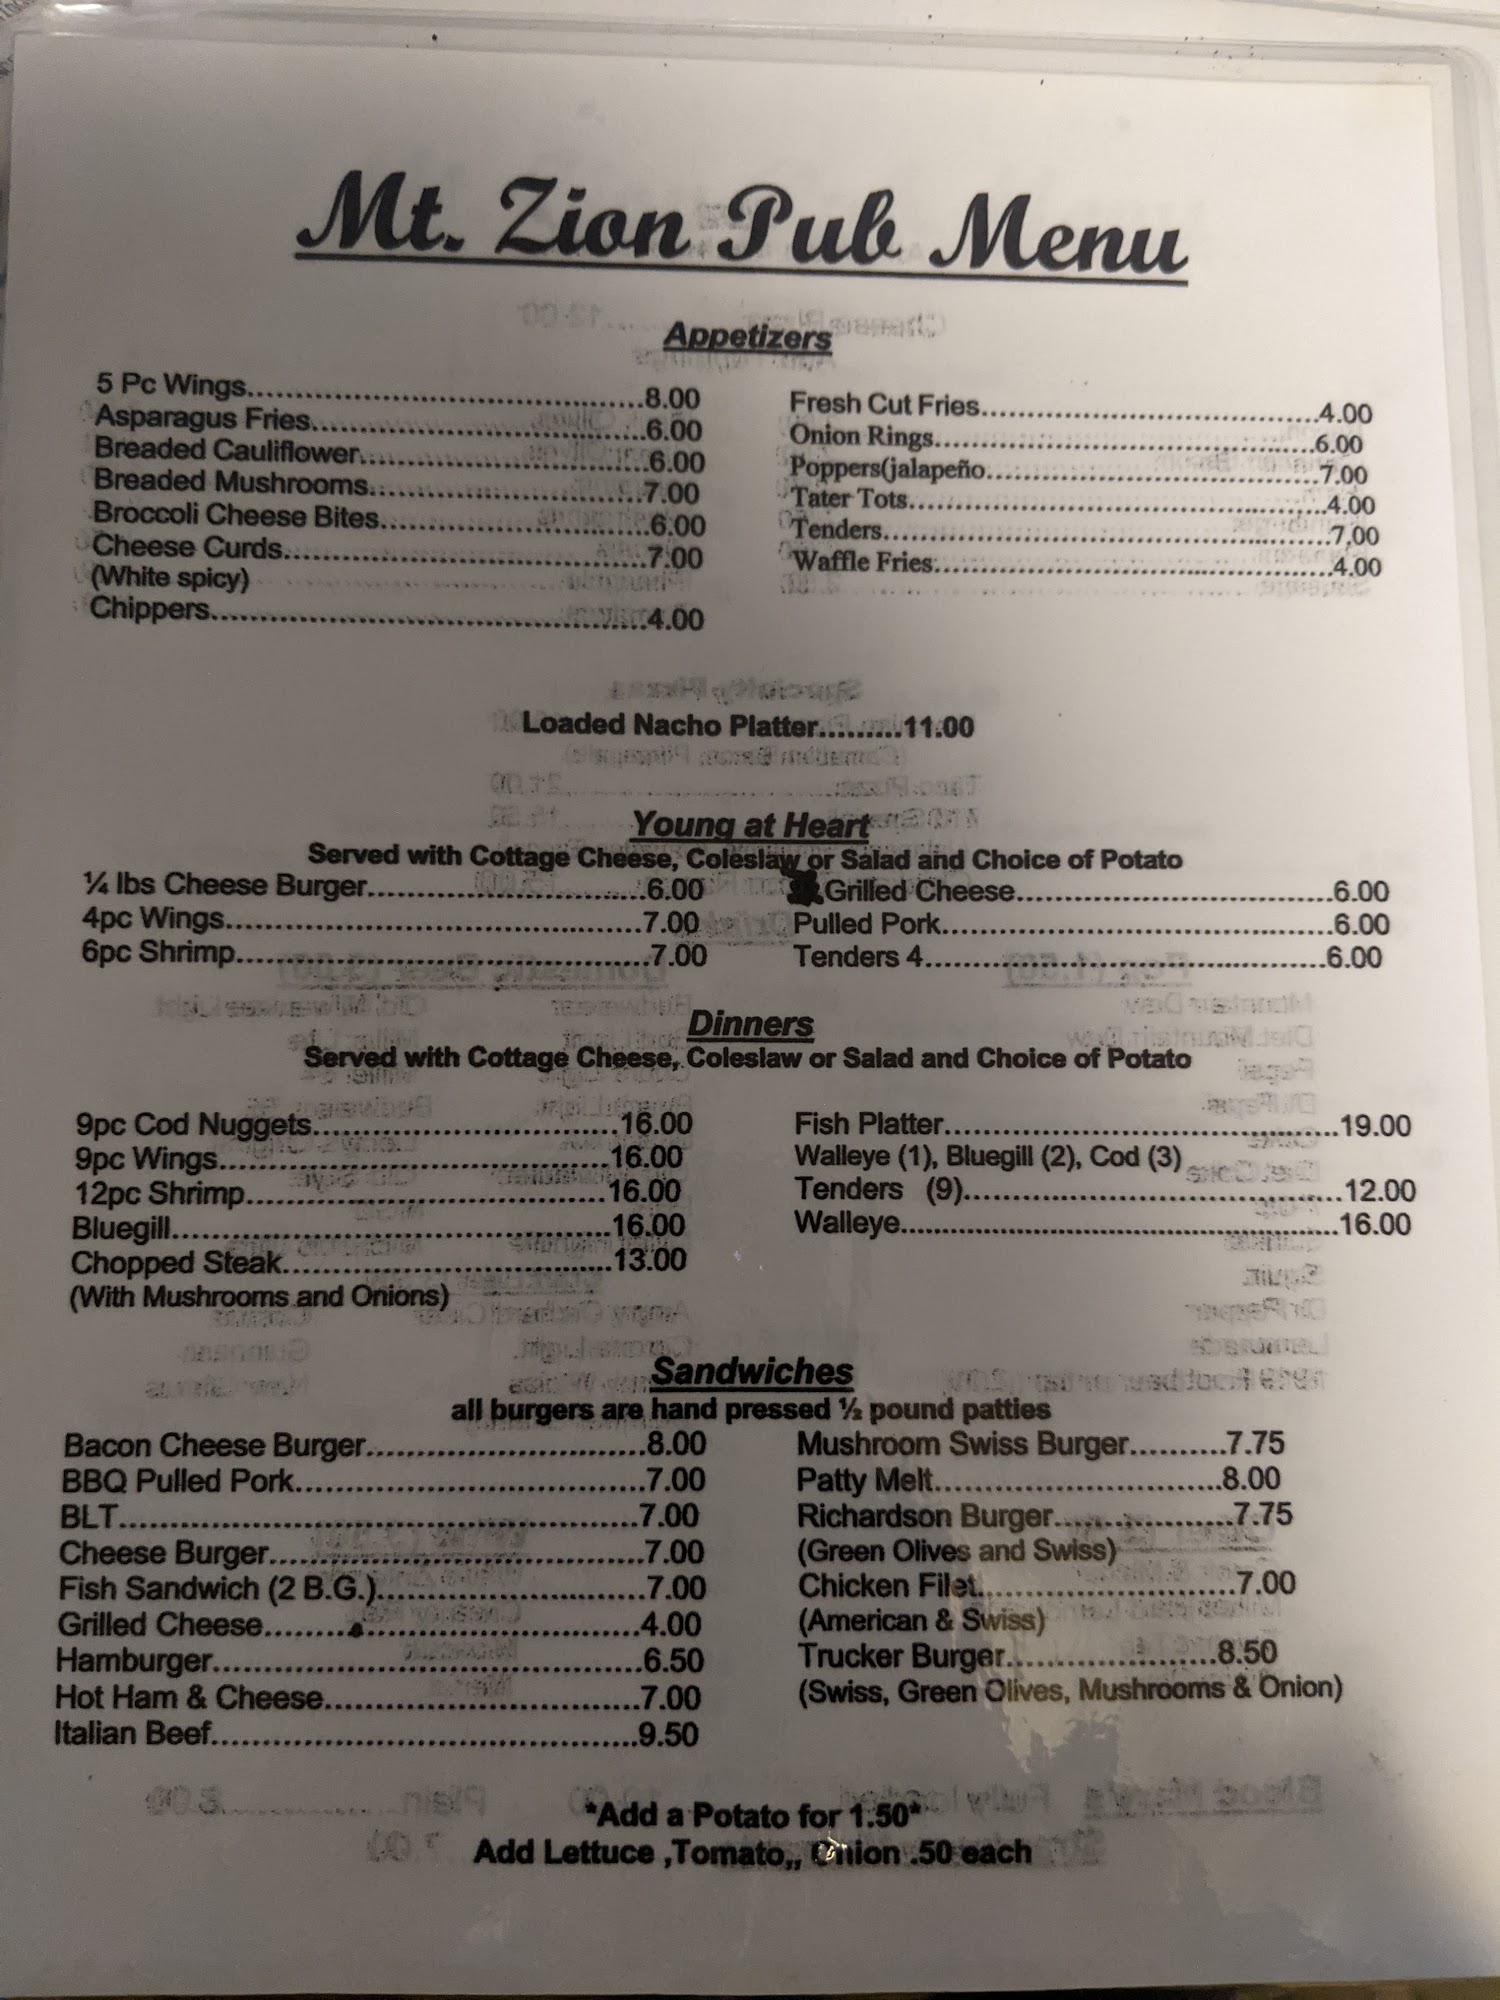 Mt. Zion Pub Menu
Appetizers
5 Pc Wings..........8.00
Asparagus Fries..........6.00
Breaded Cauliflower..........6.00
Breaded Mushrooms..........7.00
Broccoli Cheese Bites..........6.00
Cheese Curds..........7.00
(White spicy)
Chippers..........4.00
Fresh Cut Fries..........4.00
Onion Rings..........6.00
Poppers(jalapeño..........7.00
Tater Tots..........4.00
Tenders..........7.00
Waffle Fries..........4.00
Loaded Nacho Platter.........11.00
Young at Heart
Served with Cottage Cheese, Coleslaw or Salad and Choice of Potato
¼ lbs Cheese Burger..........6.00
4pc Wings..........7.00
6pc Shrimp..........7.00
Grilled Cheese..........6.00
Pulled Pork..........6.00
Tenders 4..........6.00
Dinners
Served with Cottage Cheese, Coleslaw or Salad and Choice of Potato
9pc Cod Nuggets..........16.00
9pc Wings..........16.00
12pc Shrimp..........16.00
Bluegill..........16.00
Chopped Steak..........13.00
(With Mushrooms and Onions)
Fish Platter..........19.00
Walleye (1), Bluegill (2), Cod (3)
Tenders (9)..........12.00
Walleye..........16.00
Sandwiches
all burgers are hand pressed ½ pound patties
Bacon Cheese Burger..........8.00
BBQ Pulled Pork..........7.00
BLT..........7.00
Cheese Burger..........7.00
Fish Sandwich (2 B.G.)..........7.00
Grilled Cheese..........4.00
Hamburger..........6.50
Hot Ham & Cheese..........7.00
Italian Beef..........9.50
Mushroom Swiss Burger..........7.75
Patty Melt..........8.00
Richardson Burger..........7.75
(Green Olives and Swiss)
Chicken Filet..........7.00
(American & Swiss)
Trucker Burger..........8.50
(Swiss, Green Olives, Mushrooms & Onion)
*Add a Potato for 1.50*
Add Lettuce ,Tomato,, Onion .50 each